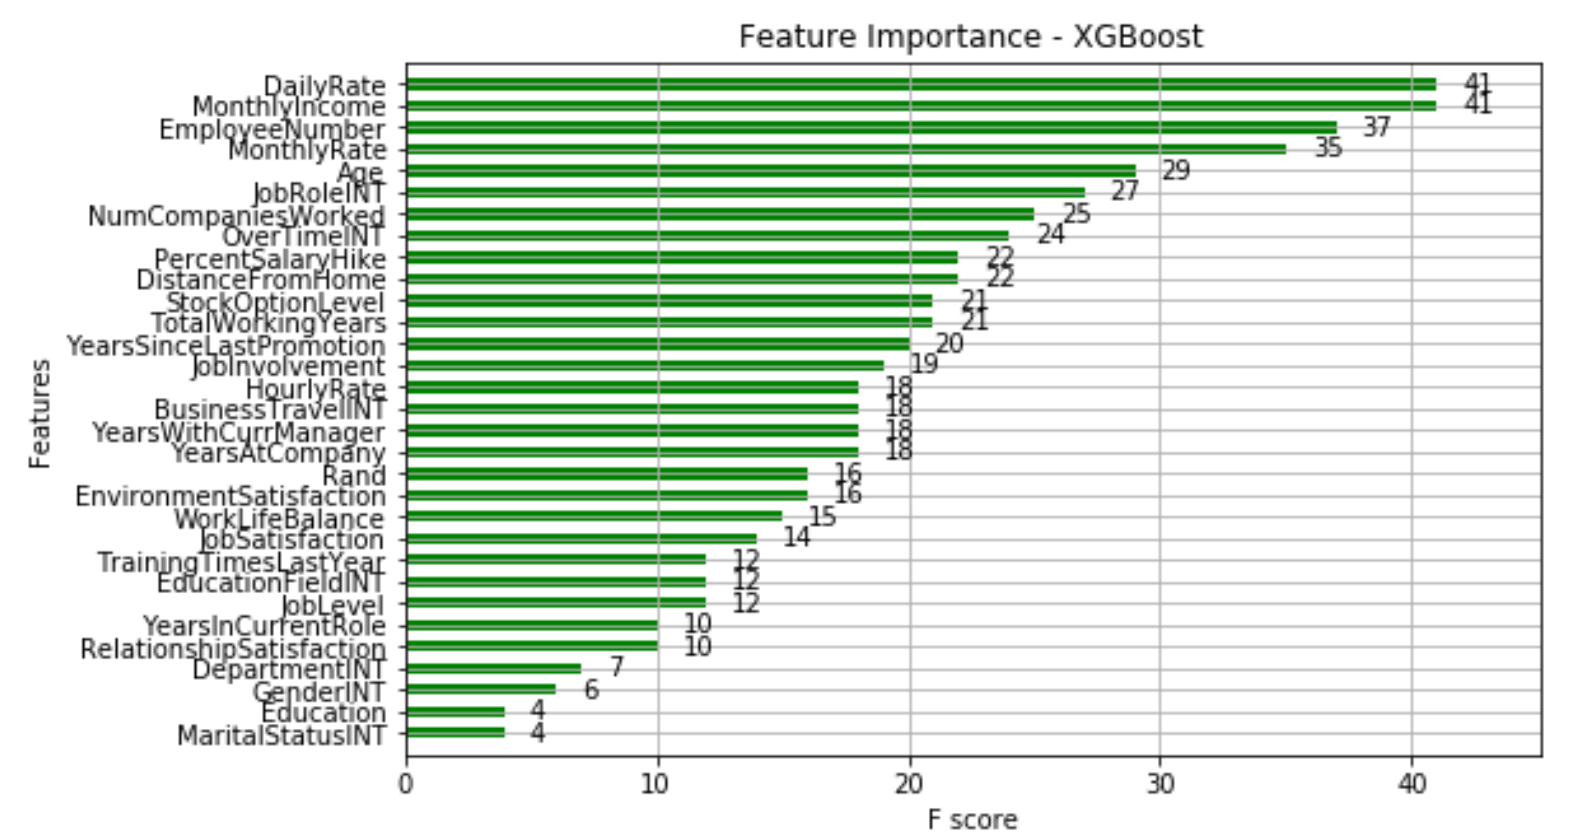 Feature Importance - XGBoost
DailyRate 41
MonthlyIncome 41
EmployeeNumber 37
MonthlyRate 35
Age 29
JobRoleINT 27
NumCompaniesWorked 25
OverTimeINT 24
PercentSalaryHike 22
DistanceFromHome 22
StockOptionLevel 21
TotalWorkingYears 21
YearsSinceLastPromotion 20
JobInvolvement 19
HourlyRate 18
BusinessTravelINT 18
YearsWithCurrManager 18
YearsAtCompany 18
Rand 16
EnvironmentSatisfaction 16
WorkLifeBalance 15
JobSatisfaction 14
TrainingTimesLastYear 12
EducationFieldINT 12
JobLevel 12
YearsInCurrentRole 10
RelationshipSatisfaction 10
DepartmentINT 7
GenderINT 6
Education 4
MaritalStatusINT 4
Features
0 10 20 30 40
F score